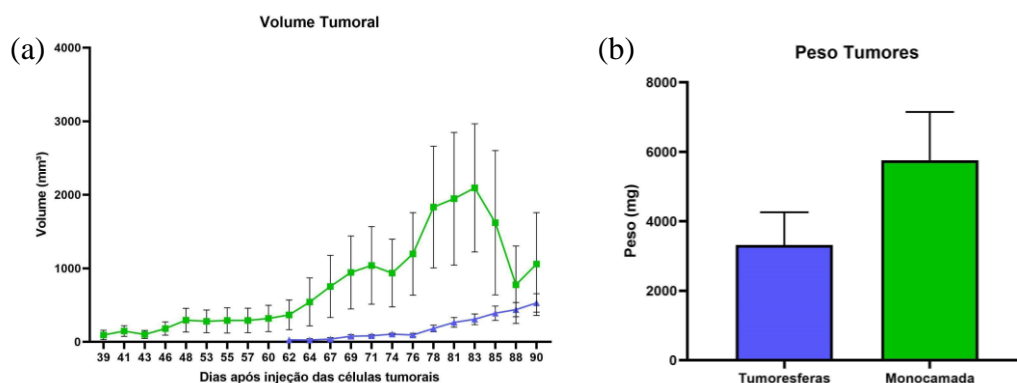 (a)
Volume Tumoral
4000
3000
2000
1000
0
Volume (mm³)
39 41 43 46 48 53 55 57 60 62 64 67 69 71 74 76 78 81 83 85 88 90
Dias após injeção das células tumorais
(b)
Peso Tumores
8000
6000
4000
2000
0
Peso (mg)
Tumoresferas Monocamada